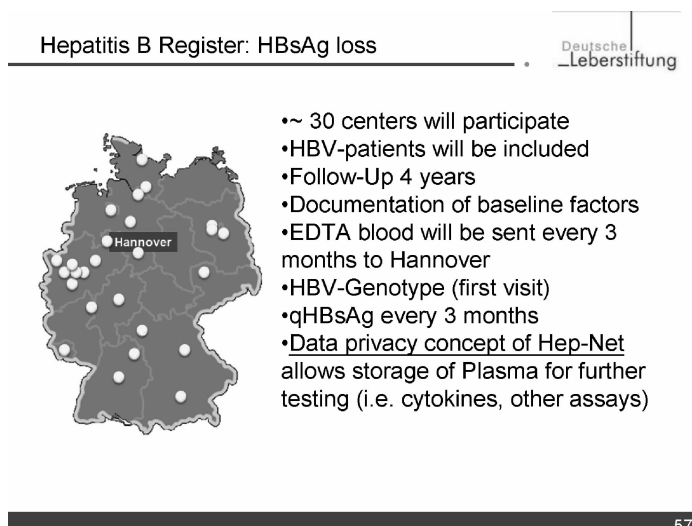 Hepatitis B Register: HBsAg loss
Deutsche
Leberstiftung
•~ 30 centers will participate
•HBV-patients will be included
•Follow-Up 4 years
•Documentation of baseline factors
•EDTA blood will be sent every 3
months to Hannover
•HBV-Genotype (first visit)
•qHBsAg every 3 months
•Data privacy concept of Hep-Net
allows storage of Plasma for further
testing (i.e. cytokines, other assays)
Hannover